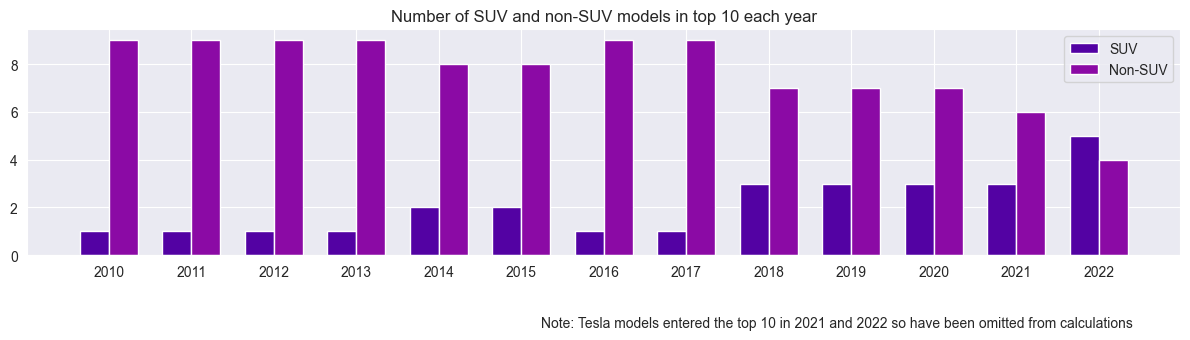 Number of SUV and non-SUV models in top 10 each year
SUV
Non-SUV
8
6
4
2
0
2010 2011 2012 2013 2014 2015 2016 2017 2018 2019 2020 2021 2022
Note: Tesla models entered the top 10 in 2021 and 2022 so have been omitted from calculations